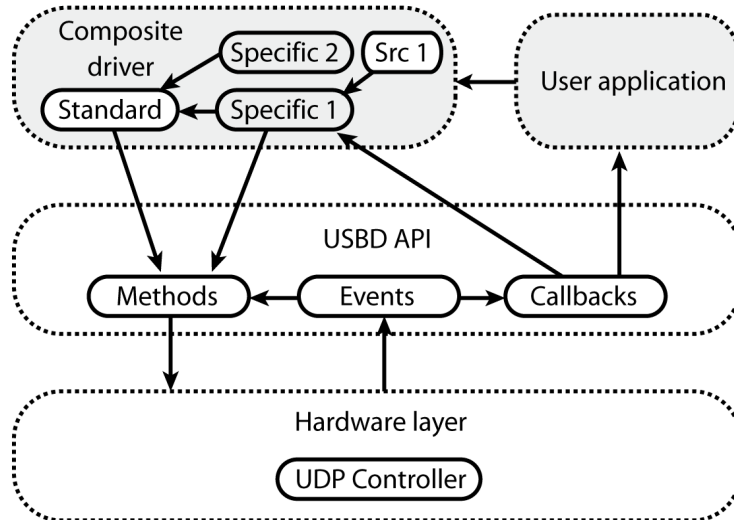 Composite
driver
Specific 2
Src 1
Standard
Specific 1
User application
USBD API
Methods
Events
Callbacks
Hardware layer
UDP Controller